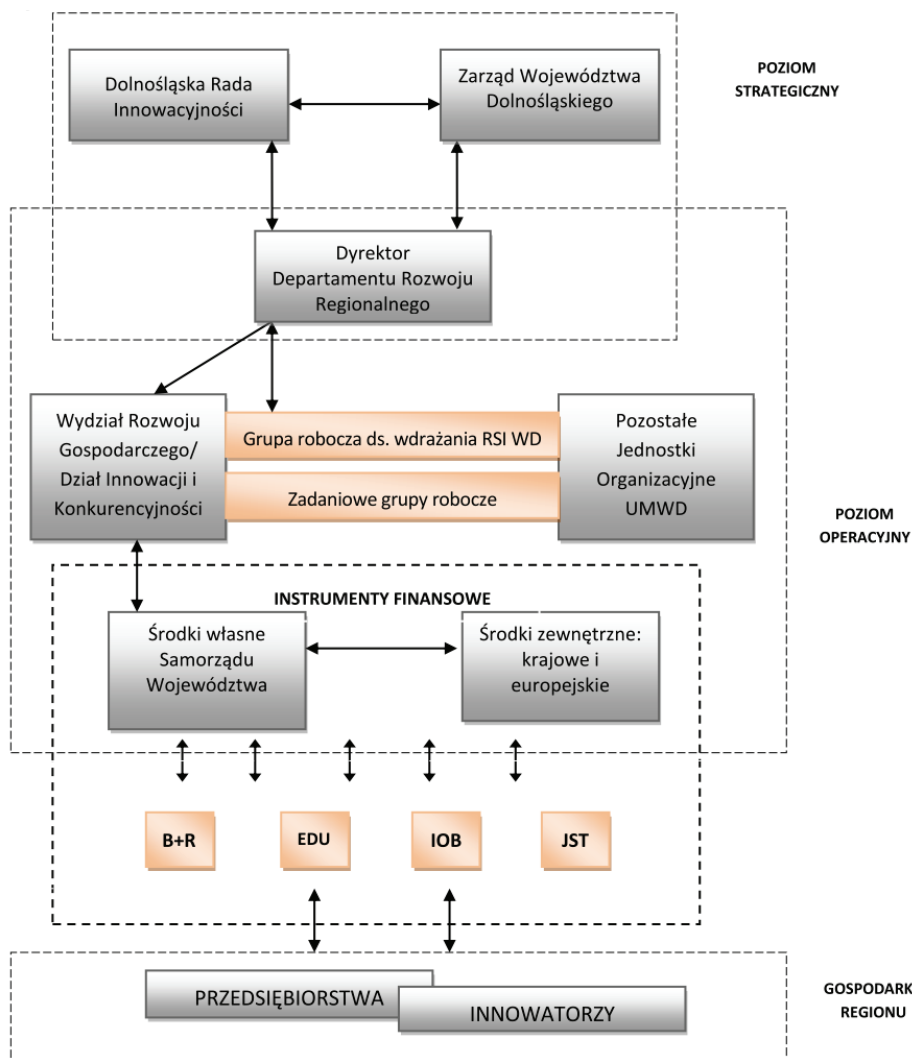 Dolnośląska Rada
Innowacyjności
Zarząd Województwa
Dolnośląskiego
POZIOM
STRATEGICZNY
Dyrektor
Departamentu Rozwoju
Regionalnego
Wydział Rozwoju
Gospodarczego/
Dział Innowacji i
Konkurencyjności
Grupa robocza ds. wdrażania RSI WD
Zadaniowe grupy robocze
Pozostałe
Jednostki
Organizacyjne
UMWD
POZIOM
OPERACYJNY
INSTRUMENTY FINANSOWE
Środki własne
Samorządu
Województwa
Środki zewnętrzne:
krajowe i
europejskie
B+R
EDU
IOB
JST
PRZEDSIĘBIORSTWA
INNOWATORZY
GOSPODARK
REGIONU